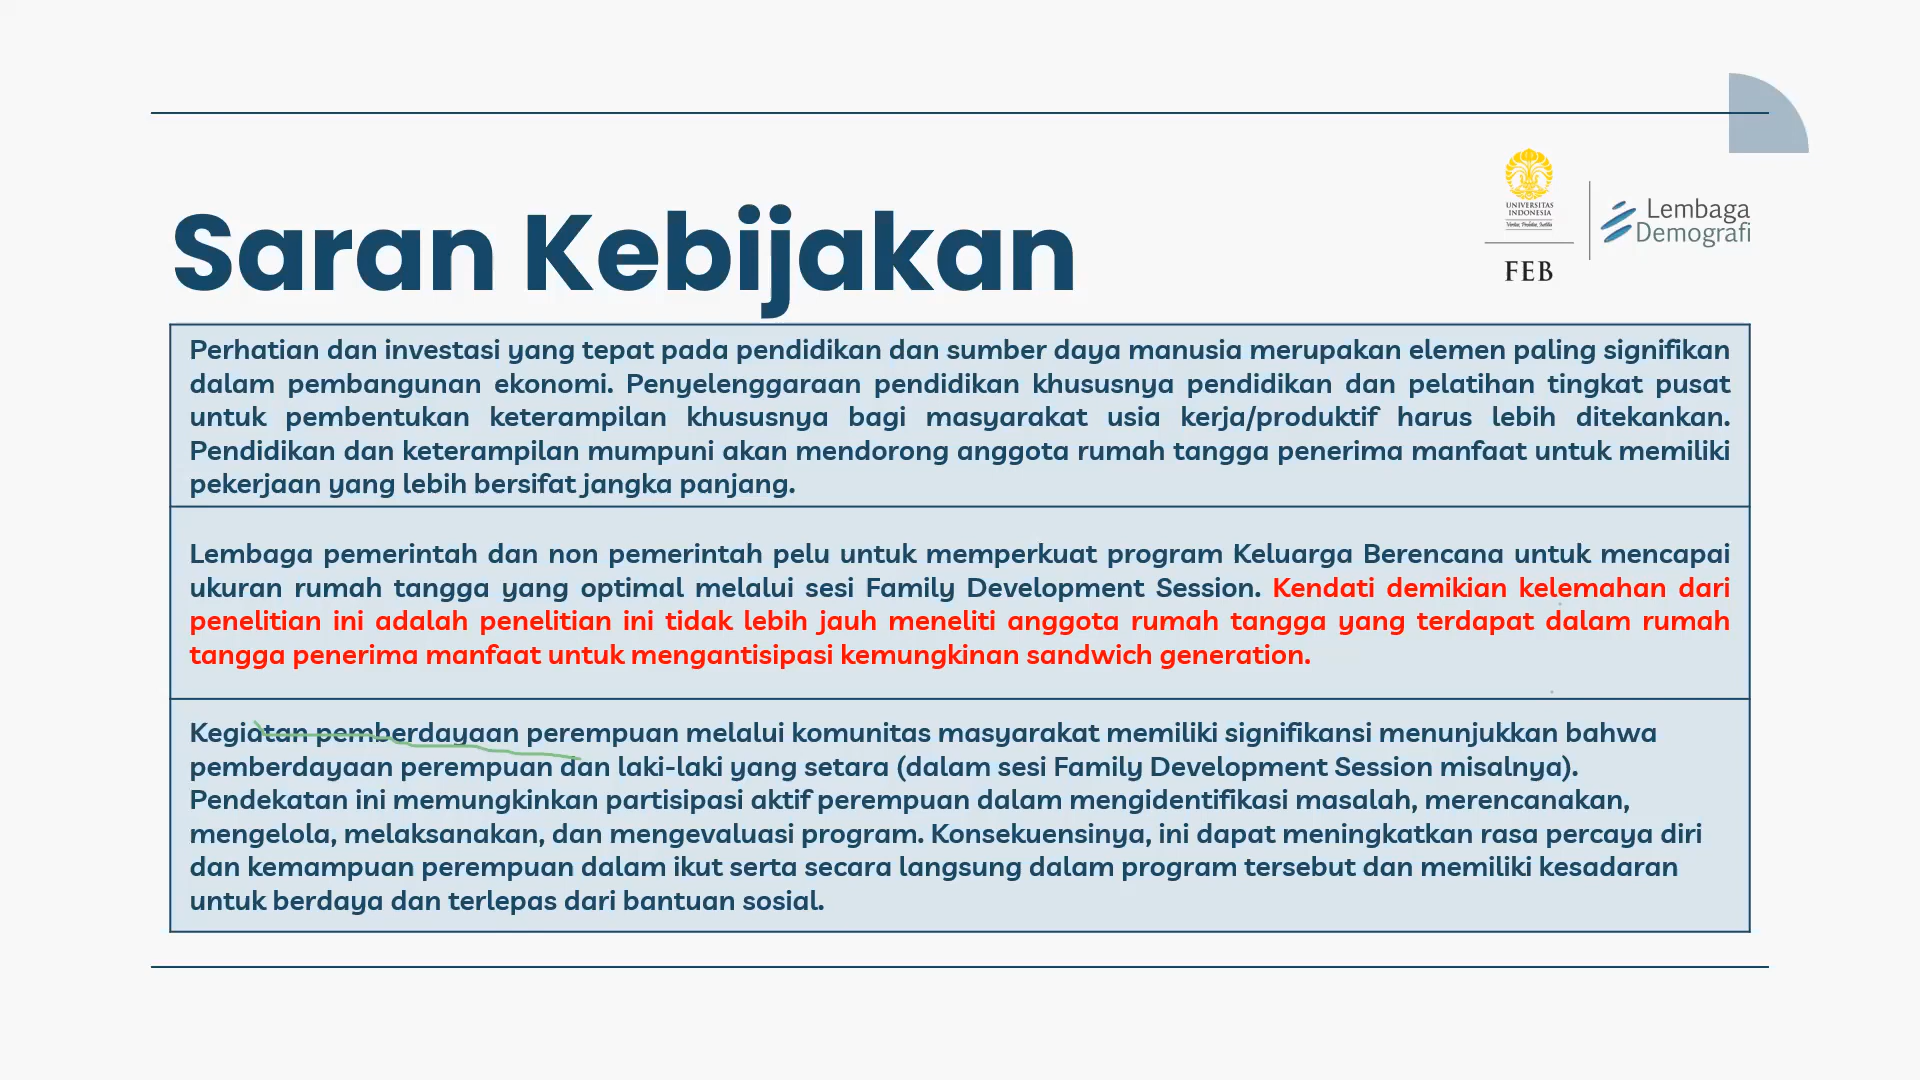 UNIVERSITAS
INDONESIA
Veritas, Probitas, Iustitia
FEB
Lembaga
Demografi
Saran Kebijakan
Perhatian dan investasi yang tepat pada pendidikan dan sumber daya manusia merupakan elemen paling signifikan
dalam pembangunan ekonomi. Penyelenggaraan pendidikan khususnya pendidikan dan pelatihan tingkat pusat
untuk pembentukan keterampilan khususnya bagi masyarakat usia kerja/produktif harus lebih ditekankan.
Pendidikan dan keterampilan mumpuni akan mendorong anggota rumah tangga penerima manfaat untuk memiliki
pekerjaan yang lebih bersifat jangka panjang.
Lembaga pemerintah dan non pemerintah pelu untuk memperkuat program Keluarga Berencana untuk mencapai
ukuran rumah tangga yang optimal melalui sesi Family Development Session. Kendati demikian kelemahan dari
penelitian ini adalah penelitian ini tidak lebih jauh meneliti anggota rumah tangga yang terdapat dalam rumah
tangga penerima manfaat untuk mengantisipasi kemungkinan sandwich generation.
Kegiatan pemberdayaan perempuan melalui komunitas masyarakat memiliki signifikansi menunjukkan bahwa
pemberdayaan perempuan dan laki-laki yang setara (dalam sesi Family Development Session misalnya).
Pendekatan ini memungkinkan partisipasi aktif perempuan dalam mengidentifikasi masalah, merencanakan,
mengelola, melaksanakan, dan mengevaluasi program. Konsekuensinya, ini dapat meningkatkan rasa percaya diri
dan kemampuan perempuan dalam ikut serta secara langsung dalam program tersebut dan memiliki kesadaran
untuk berdaya dan terlepas dari bantuan sosial.